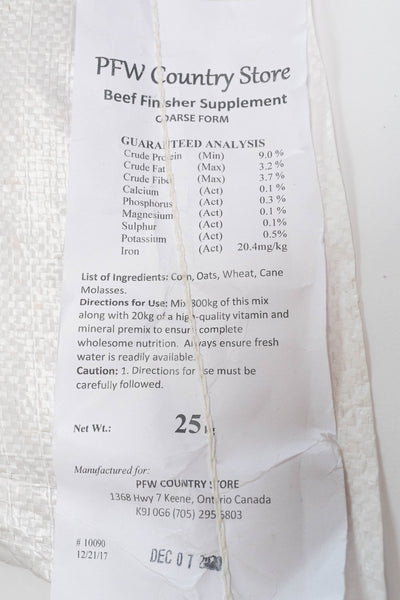 PFW Country Store
Beef Finisher Supplement
COARSE FORM
GUARANTEED ANALYSIS
Crude Protein (Min) 9.0 %
Crude Fat (Max) 3.2 %
Crude Fibe (Max) 3.7 %
Calcium (Act) 0.1 %
Phosphorus (Act) 0.3 %
Magnesium (Act) 0.1 %
Sulphur (Act) 0.1%
Potassium (Act) 0.5%
Iron (Act) 20.4mg/kg
List of Ingredients: Corn, Oats, Wheat, Cane
Molasses.
Directions for Use: Mix 800kg of this mix
along with 20kg of a high-quality vitamin and
mineral premix to ensure complete
wholesome nutrition. Always ensure fresh
water is readily available.
Caution: 1. Directions for use must be
carefully followed.
Net Wt.: 25 kg
Manufactured for:
PFW COUNTRY STORE
1368 Hwy 7 Keene, Ontario Canada
K9J 0G6 (705) 295 6803
# 10090
12/21/17 DEC 07 2020